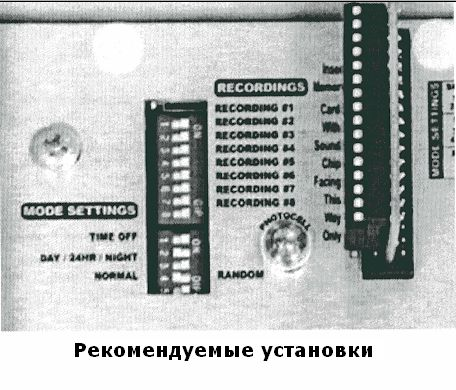 RECORDINGS
RECORDING #1
RECORDING #2
RECORDING #3
RECORDING #4
RECORDING #5
RECORDING #6
RECORDING #7
RECORDING #8
Insert
Memory
Card
With
Sound
Chip
Facing
This
Way
Only
MODE SETTINGS
MODE SETTINGS
TIME OFF
DAY / 24HR / NIGHT
NORMAL
RANDOM
PHOTOCELL
Рекомендуемые установки